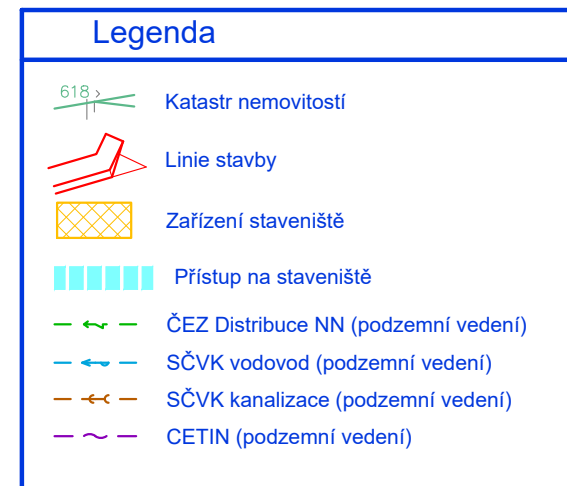 Legenda
618
Katastr nemovitostí
Linie stavby
Zařízení staveniště
Přístup na staveniště
ČEZ Distribuce NN (podzemní vedení)
SČVK vodovod (podzemní vedení)
SČVK kanalizace (podzemní vedení)
CETIN (podzemní vedení)